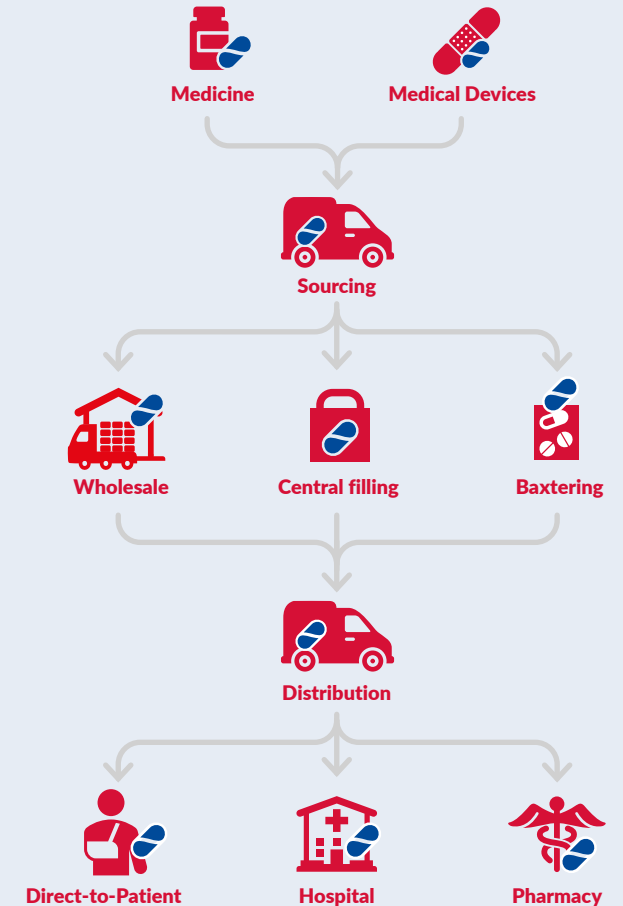 Medicine
Medical Devices
Sourcing
Wholesale
Central filling
Baxtering
Distribution
Direct-to-Patient
Hospital
Pharmacy